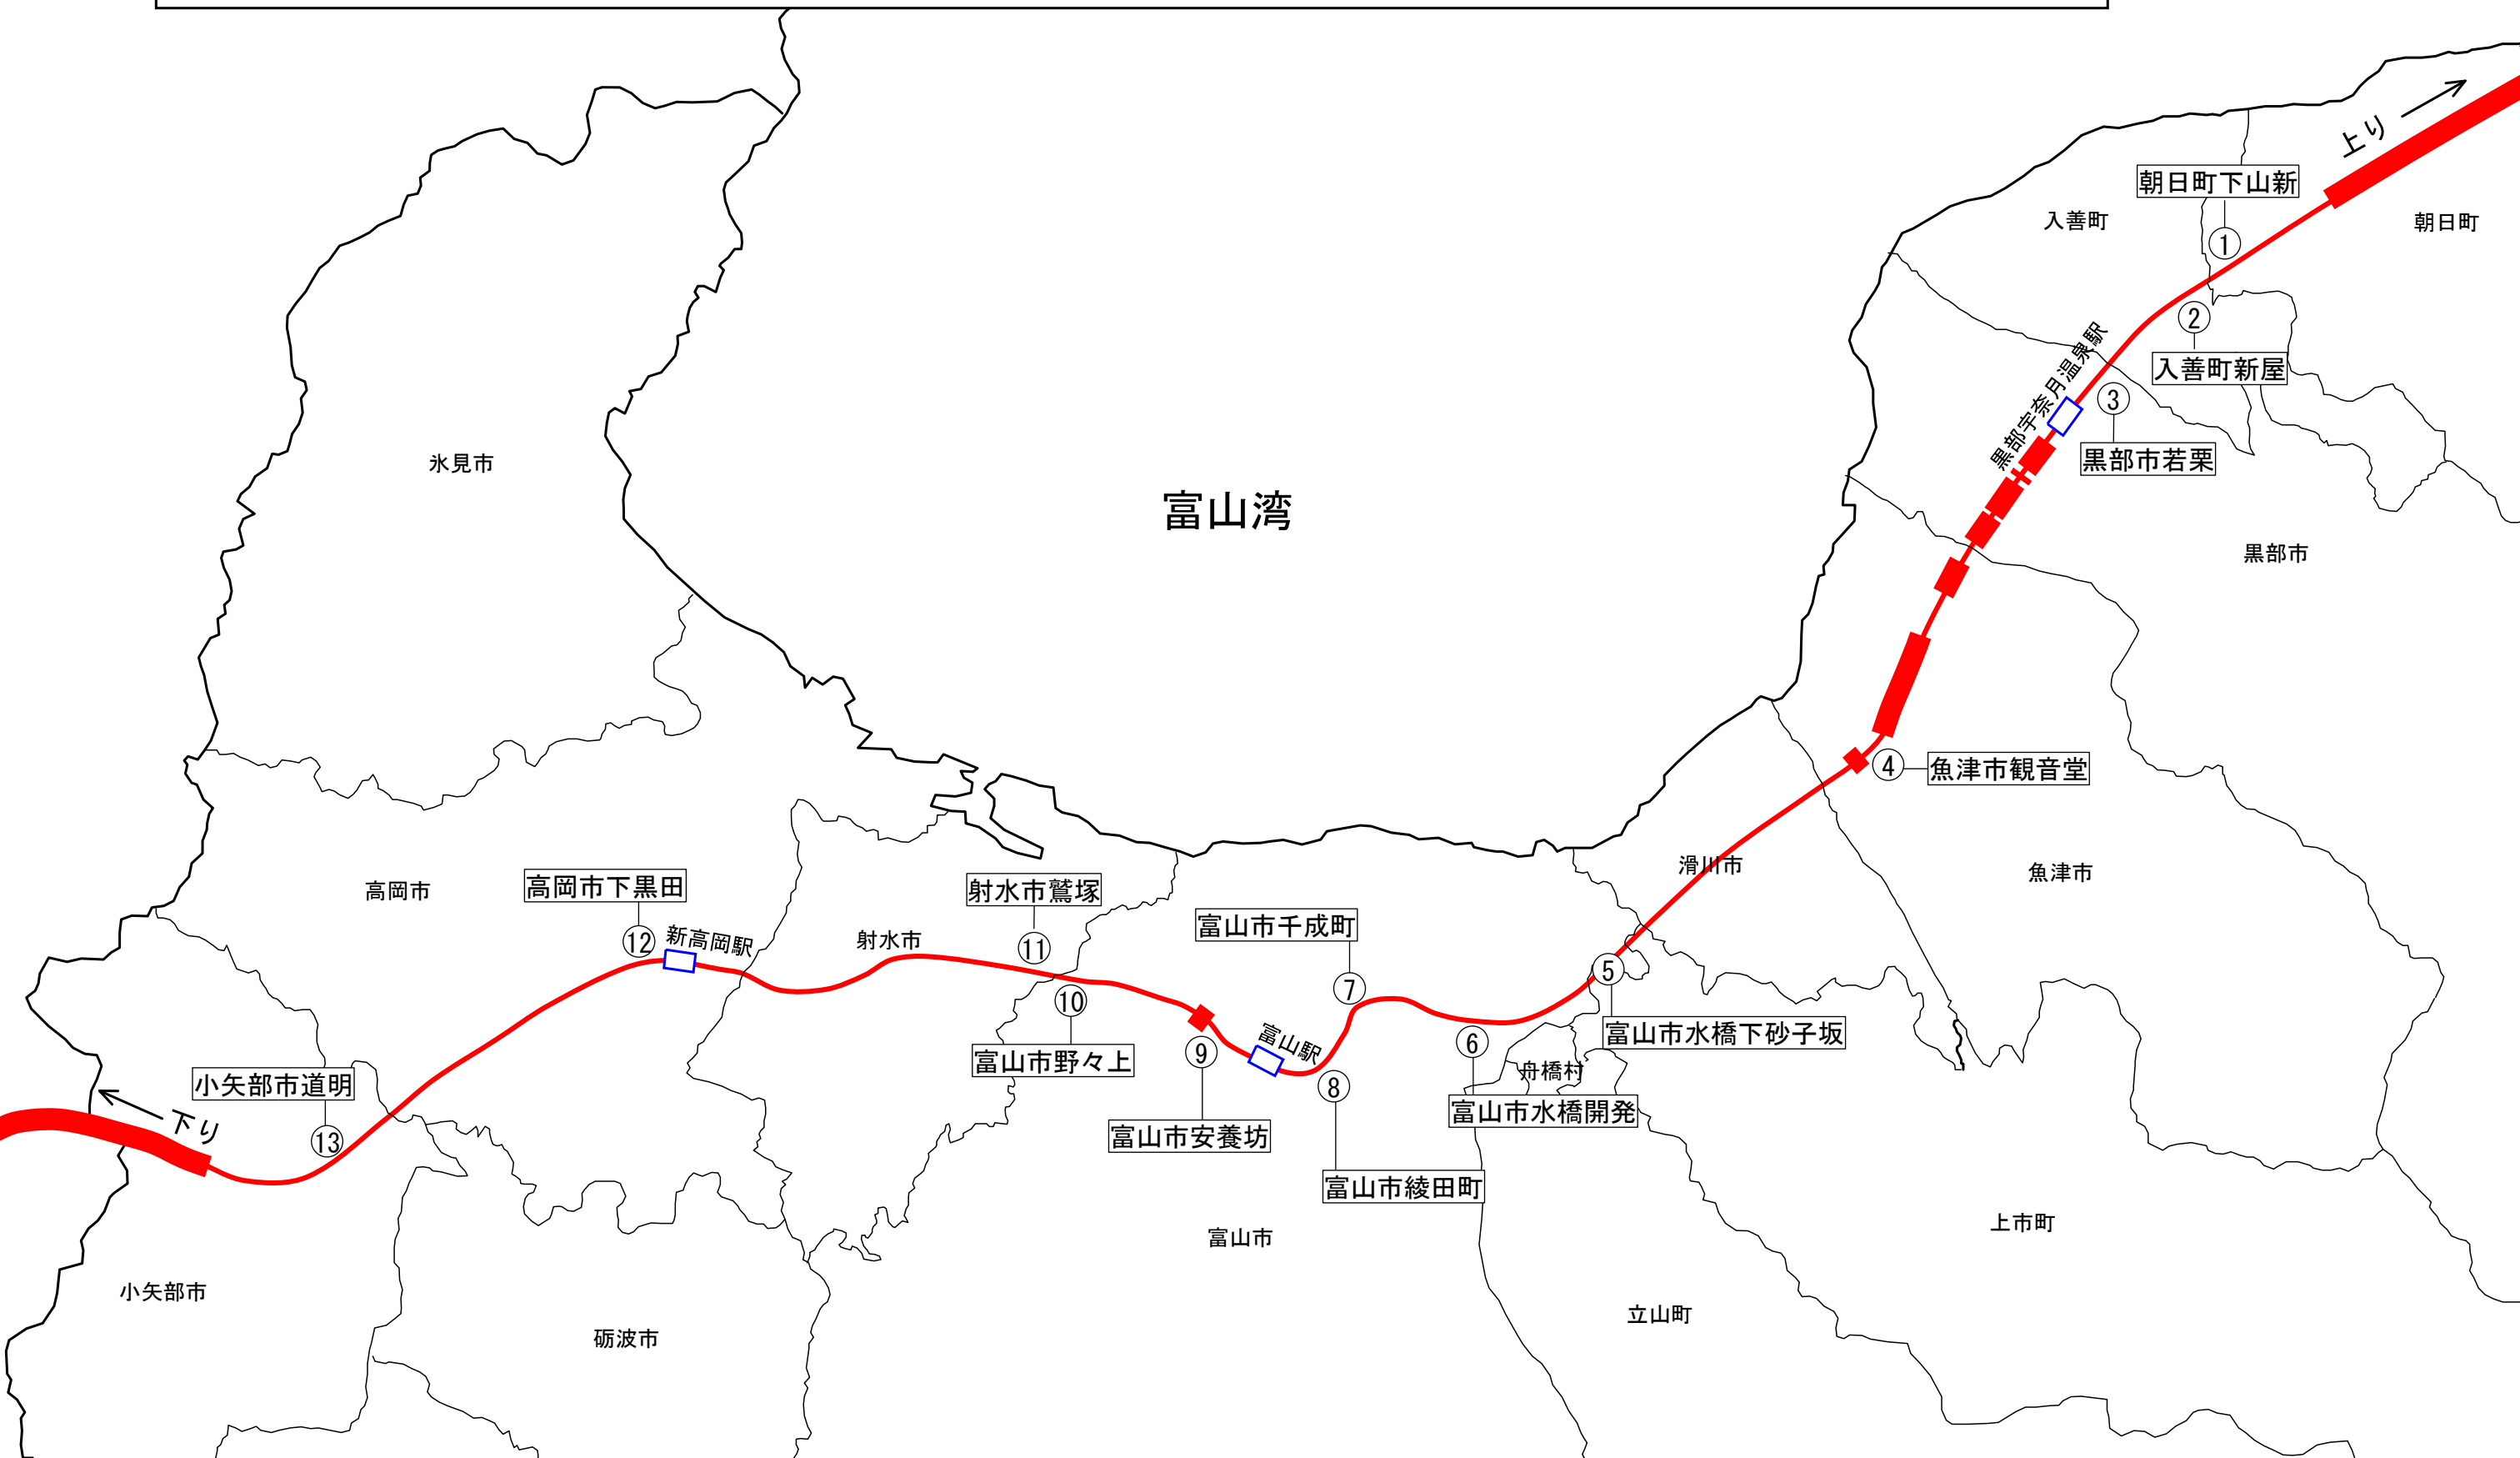 上り
朝日町下山新
①
入善町
朝日町
②
入善町新屋
黒部宇奈月温泉駅
③
黒部市若栗
氷見市
富山湾
黒部市
④
魚津市観音堂
滑川市
魚津市
高岡市
高岡市下黒田
⑫
新高岡駅
射水市
射水市鷲塚
⑪
富山市千成町
⑦
⑤
富山市水橋下砂子坂
⑩
富山市野々上
⑨
富山市安養坊
富山駅
⑧
富山市綾田町
⑥
富山市水橋開発
舟橋村
小矢部市道明
⑬
下り
富山市
上市町
小矢部市
砺波市
立山町